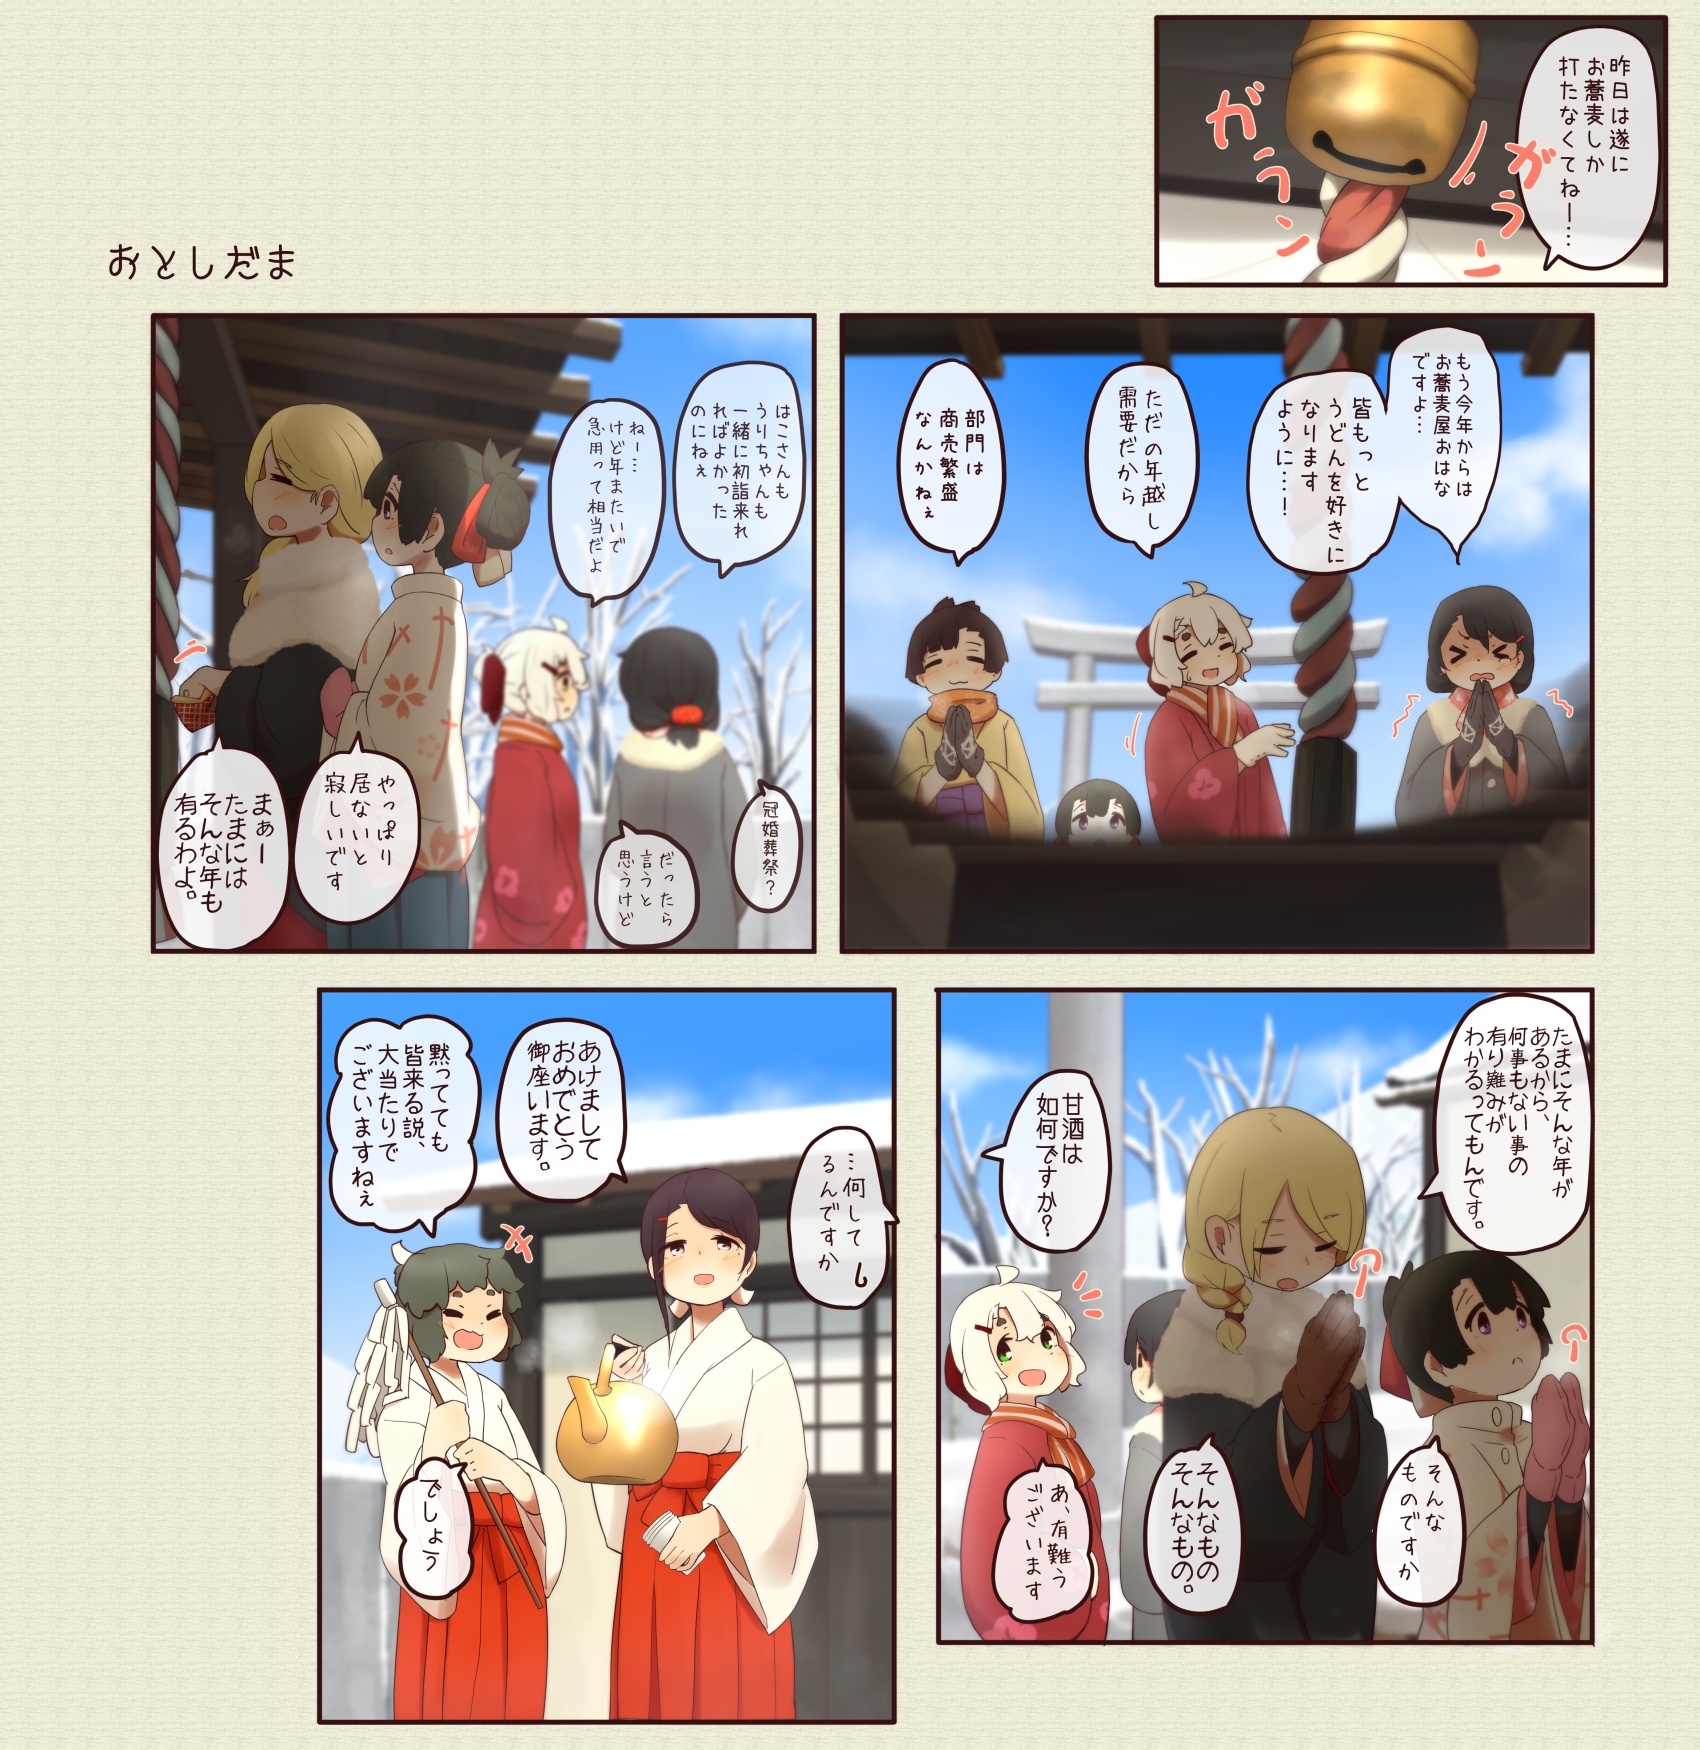 おとしだま
昨日は遂に
お蕎麦しか
打たなくてねー…
がうン
がうン
もう今年からは
お蕎麦屋おはな
ですよ…
皆もっと
うどんを好きに
なります
ように…!
ただの年越し
需要だから
部門は
商売繁盛
なんかねぇ
はこさんも
うりちゃんも
一緒に初詣来れ
ればよかった
のにねぇ
ねー…
けど年またいで
急用って相当だよ
冠婚葬祭?
だったら
言うと
思うけど
やっぱり
居ないと
寂しいです
まぁー
たまには
そんな年も
有るわよ。
たまにそんな年が
あるから、
何事もない事の
有り難みが
わかるってもんです。
そんな
ものですか
そんなもの
そんなもの。
甘酒は
如何ですか?
あ、有難う
ございます
…何して
るんですか
あけまして
おめでとう
御座います。
黙ってても
皆来る説、
大当たりで
ございますねぇ
でしょう